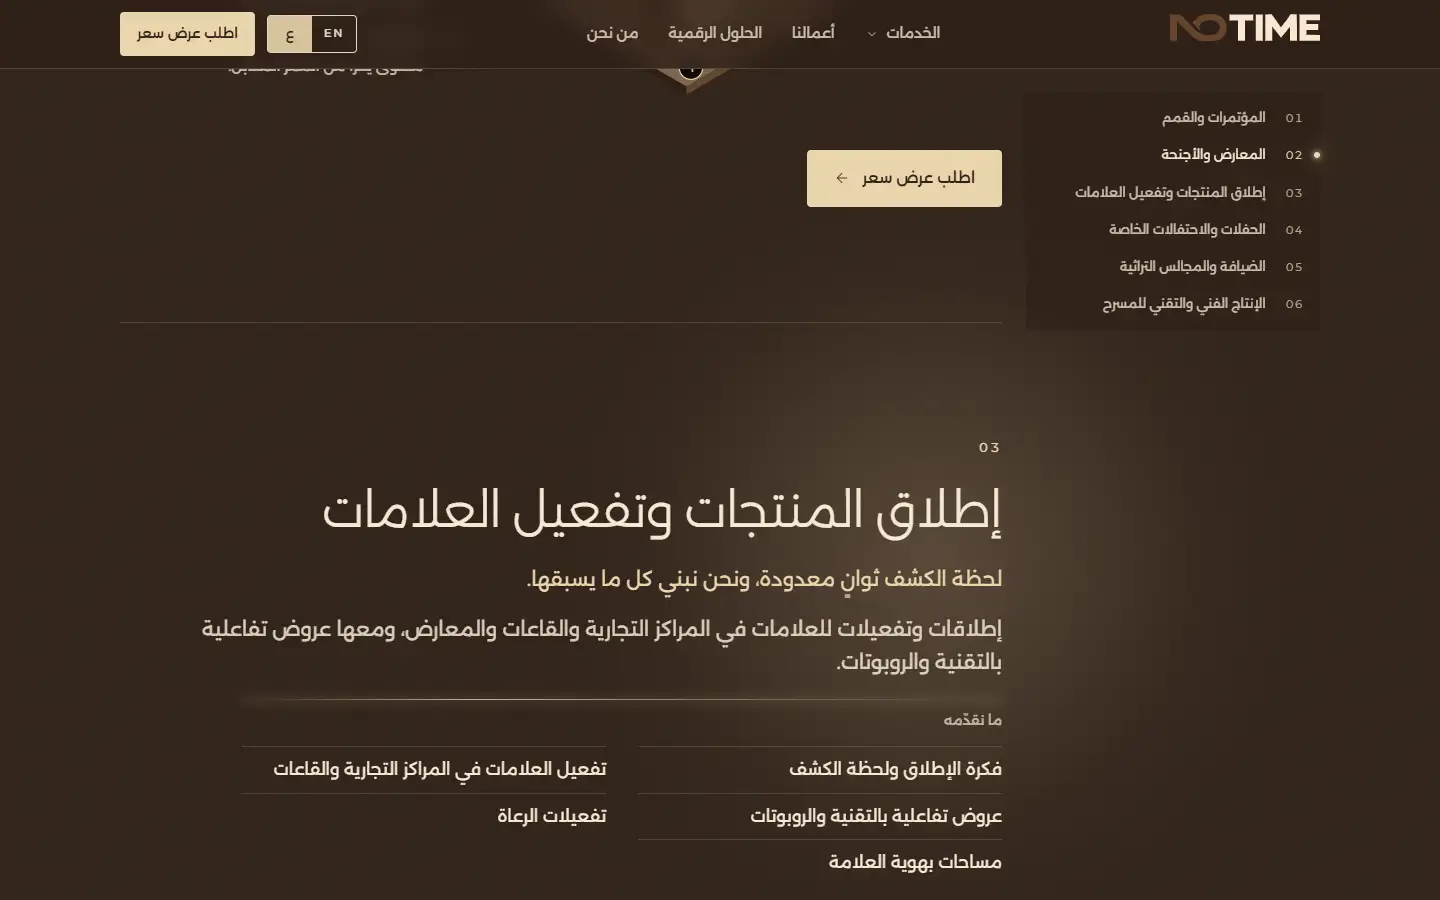 NO TIME
الخدمات
أعمالنا
الحلول الرقمية
من نحن
EN
ع
اطلب عرض سعر
01 المؤتمرات والقمم
02 المعارض والأجنحة
03 إطلاق المنتجات وتفعيل العلامات
04 الحفلات والاحتفالات الخاصة
05 الضيافة والمجالس التراثية
06 الإنتاج الفني والتقني للمسرح
اطلب عرض سعر
03
إطلاق المنتجات وتفعيل العلامات
لحظة الكشف ثوانٍ معدودة، ونحن نبني كل ما يسبقها.
إطلاقات وتفعيلات للعلامات في المراكز التجارية والقاعات والمعارض، ومعها عروض تفاعلية
بالتقنية والروبوتات.
ما نقدّمه
فكرة الإطلاق ولحظة الكشف
تفعيل العلامات في المراكز التجارية والقاعات
عروض تفاعلية بالتقنية والروبوتات
تفعيلات الرعاة
مساحات بهوية العلامة